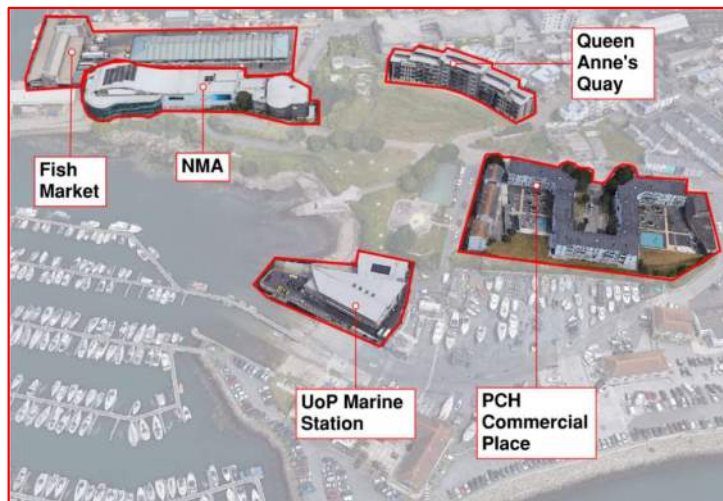 Queen
Anne's
Quay
Fish
Market
NMA
UoP Marine
Station
PCH
Commercial
Place